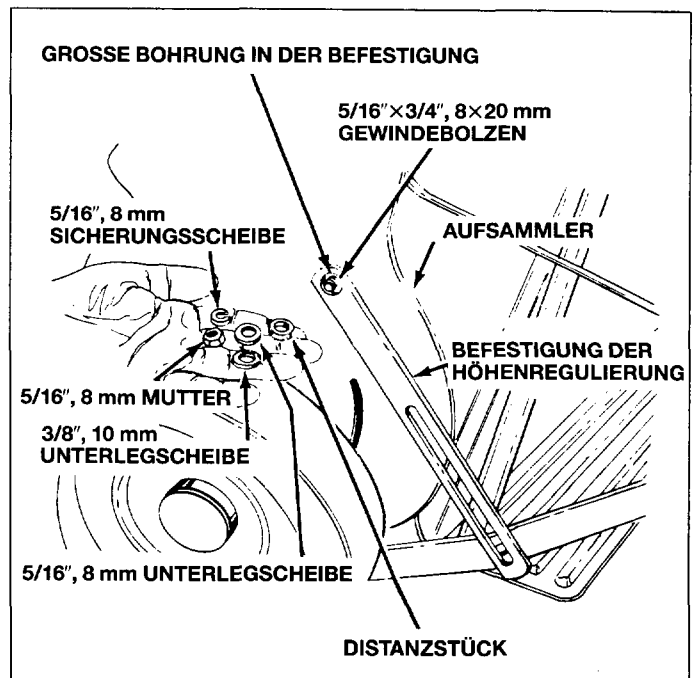 GROSSE BOHRUNG IN DER BEFESTIGUNG
5/16″×3/4″, 8×20 mm
GEWINDEBOLZEN
5/16″, 8 mm
SICHERUNGSSCHEIBE
AUFSAMMLER
BEFESTIGUNG DER
HÖHENREGULIERUNG
5/16″, 8 mm MUTTER
3/8″, 10 mm
UNTERLEGSCHEIBE
5/16″, 8 mm UNTERLEGSCHEIBE
DISTANZSTÜCK